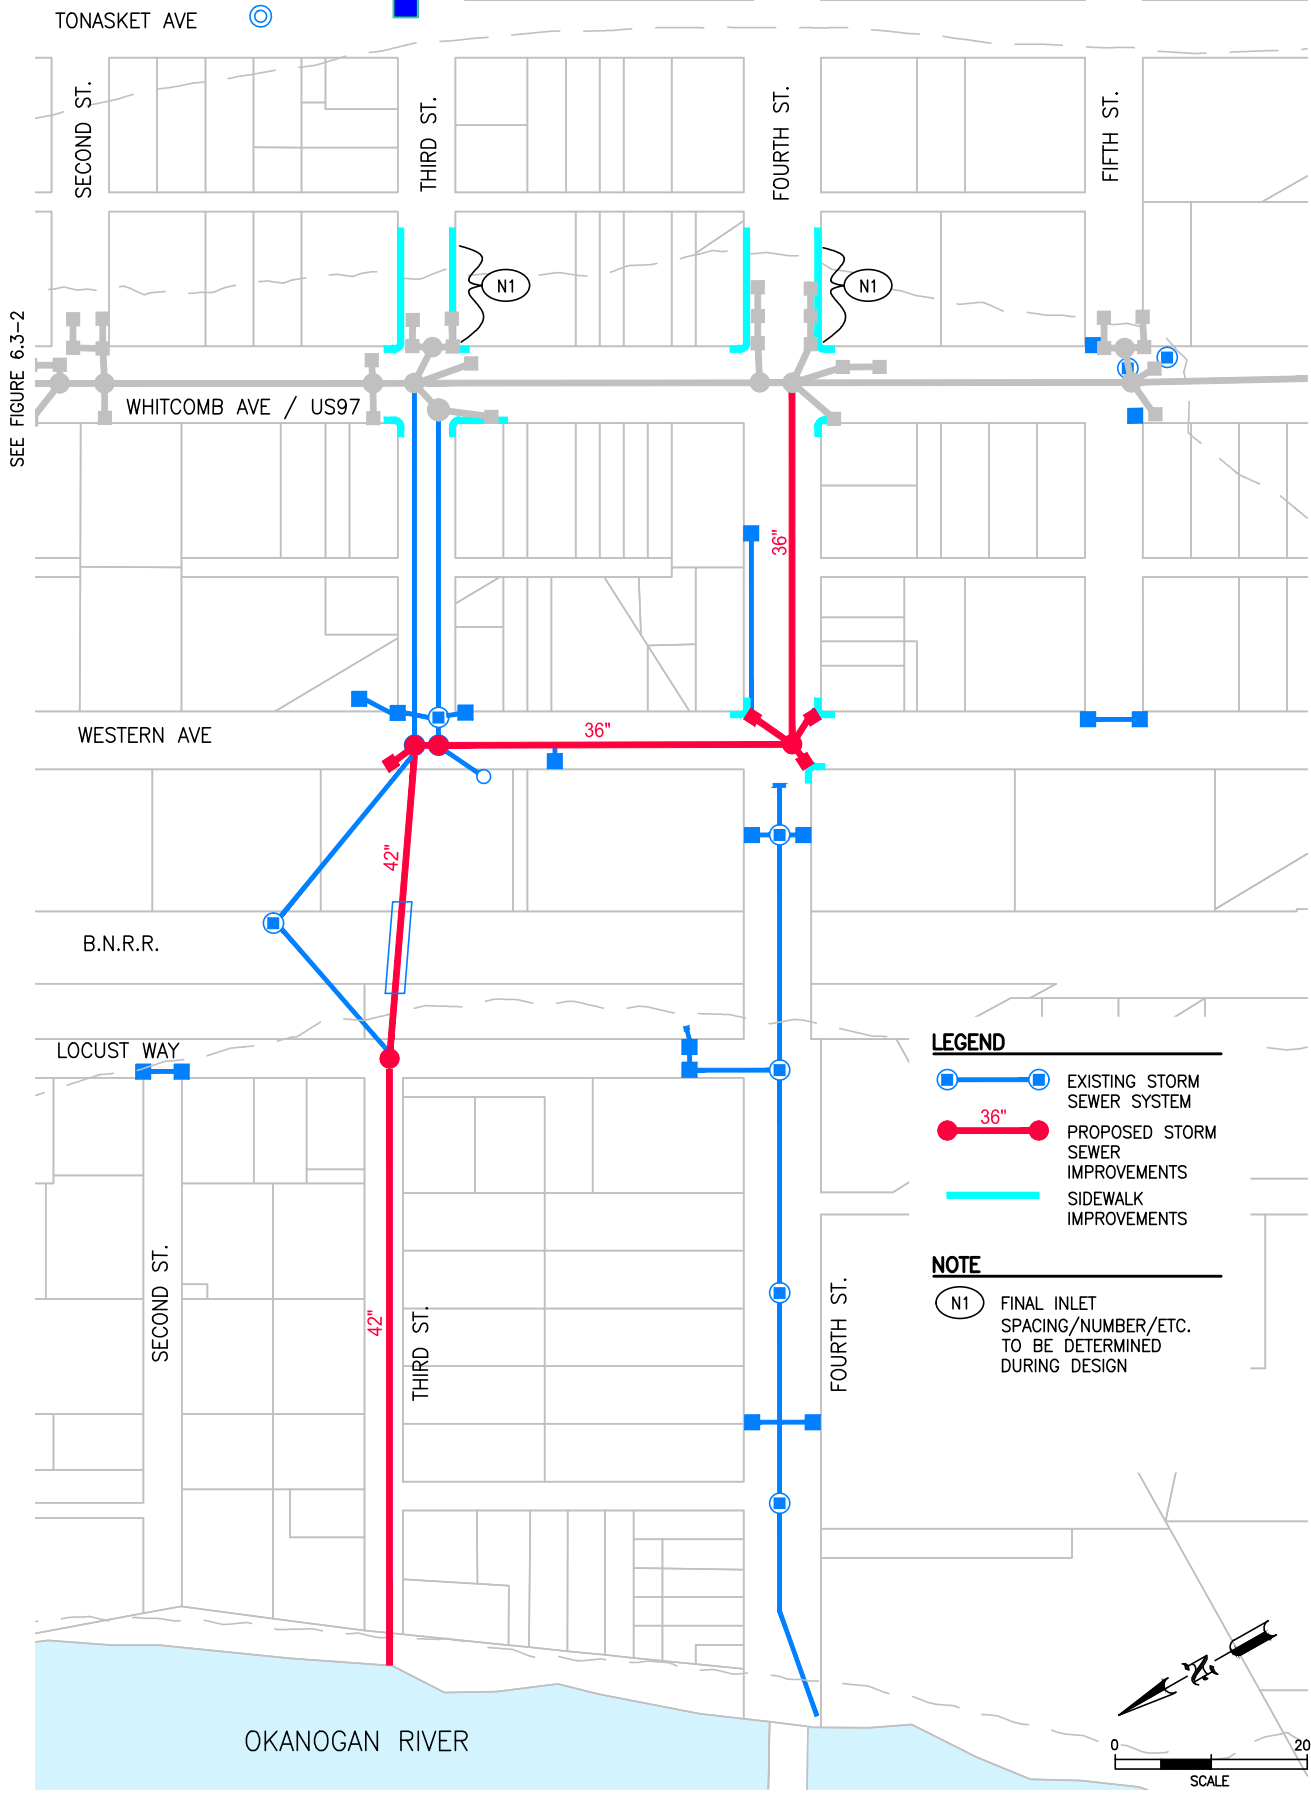 TONASKET AVE
SECOND ST.
THIRD ST.
FOURTH ST.
FIFTH ST.
N1
N1
SEE FIGURE 6.3-2
WHITCOMB AVE / US97
36"
WESTERN AVE
36"
42"
B.N.R.R.
LOCUST WAY
LEGEND
EXISTING STORM
SEWER SYSTEM
36"
PROPOSED STORM
SEWER
IMPROVEMENTS
SIDEWALK
IMPROVEMENTS
NOTE
N1
FINAL INLET
SPACING/NUMBER/ETC.
TO BE DETERMINED
DURING DESIGN
SECOND ST.
42"
THIRD ST.
FOURTH ST.
OKANOGAN RIVER
N
0
20
SCALE